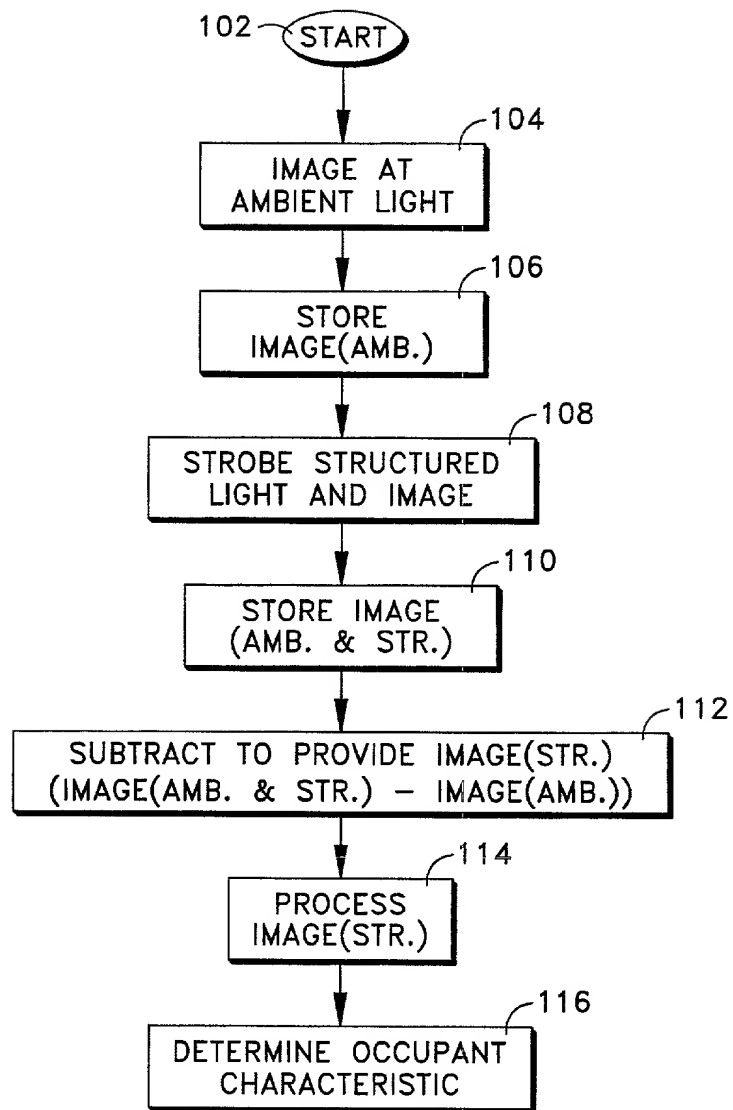 102
START
104
IMAGE AT
AMBIENT LIGHT
106
STORE
IMAGE(AMB.)
108
STROBE STRUCTURED
LIGHT AND IMAGE
110
STORE IMAGE
(AMB. & STR.)
112
SUBTRACT TO PROVIDE IMAGE(STR.)
(IMAGE(AMB. & STR.) - IMAGE(AMB.))
114
PROCESS
IMAGE(STR.)
116
DETERMINE OCCUPANT
CHARACTERISTIC